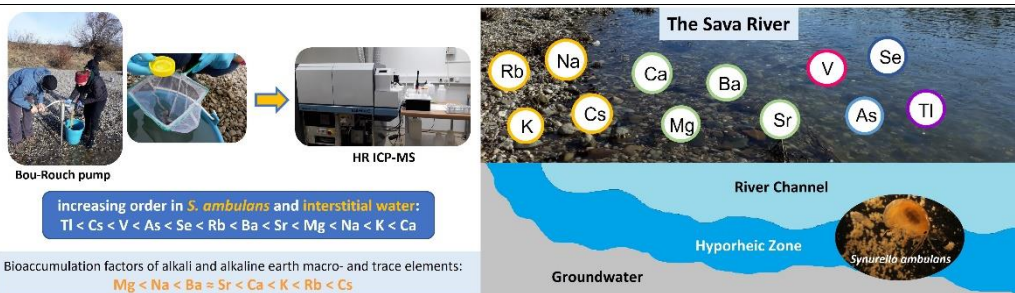 Bou-Rouch pump
HR ICP-MS
increasing order in S. ambulans and interstitial water:
Tl < Cs < V < As < Se < Rb < Ba < Sr < Mg < Na < K < Ca
Bioaccumulation factors of alkali and alkaline earth macro- and trace elements:
Mg < Na < Ba ≈ Sr < Ca < K < Rb < Cs
The Sava River
Rb
Na
Ca
Ba
V
Se
K
Cs
Mg
Sr
As
Tl
River Channel
Hyporheic Zone
Groundwater
Synurella ambulans